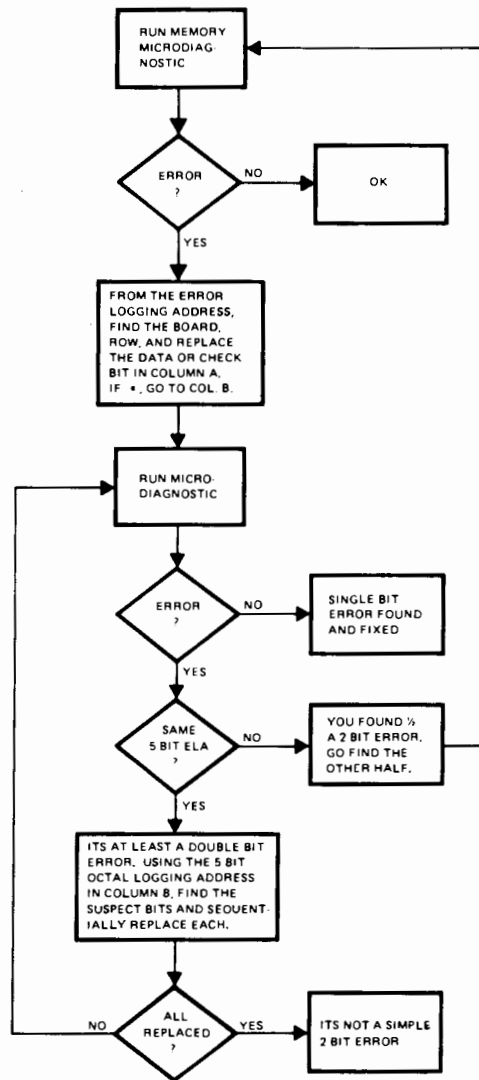 RUN MEMORY
MICRODIAG-
NOSTIC
ERROR
?
NO
OK
YES
FROM THE ERROR
LOGGING ADDRESS,
FIND THE BOARD,
ROW, AND REPLACE
THE DATA OR CHECK
BIT IN COLUMN A.
IF *, GO TO COL. B.
RUN MICRO-
DIAGNOSTIC
ERROR
?
NO
SINGLE BIT
ERROR FOUND
AND FIXED
YES
SAME
5 BIT ELA
?
NO
YOU FOUND ½
A 2 BIT ERROR.
GO FIND THE
OTHER HALF.
YES
ITS AT LEAST A DOUBLE BIT
ERROR. USING THE 5 BIT
OCTAL LOGGING ADDRESS
IN COLUMN B, FIND THE
SUSPECT BITS AND SEQUENT-
IALLY REPLACE EACH.
NO
ALL
REPLACED
?
YES
ITS NOT A SIMPLE
2 BIT ERROR